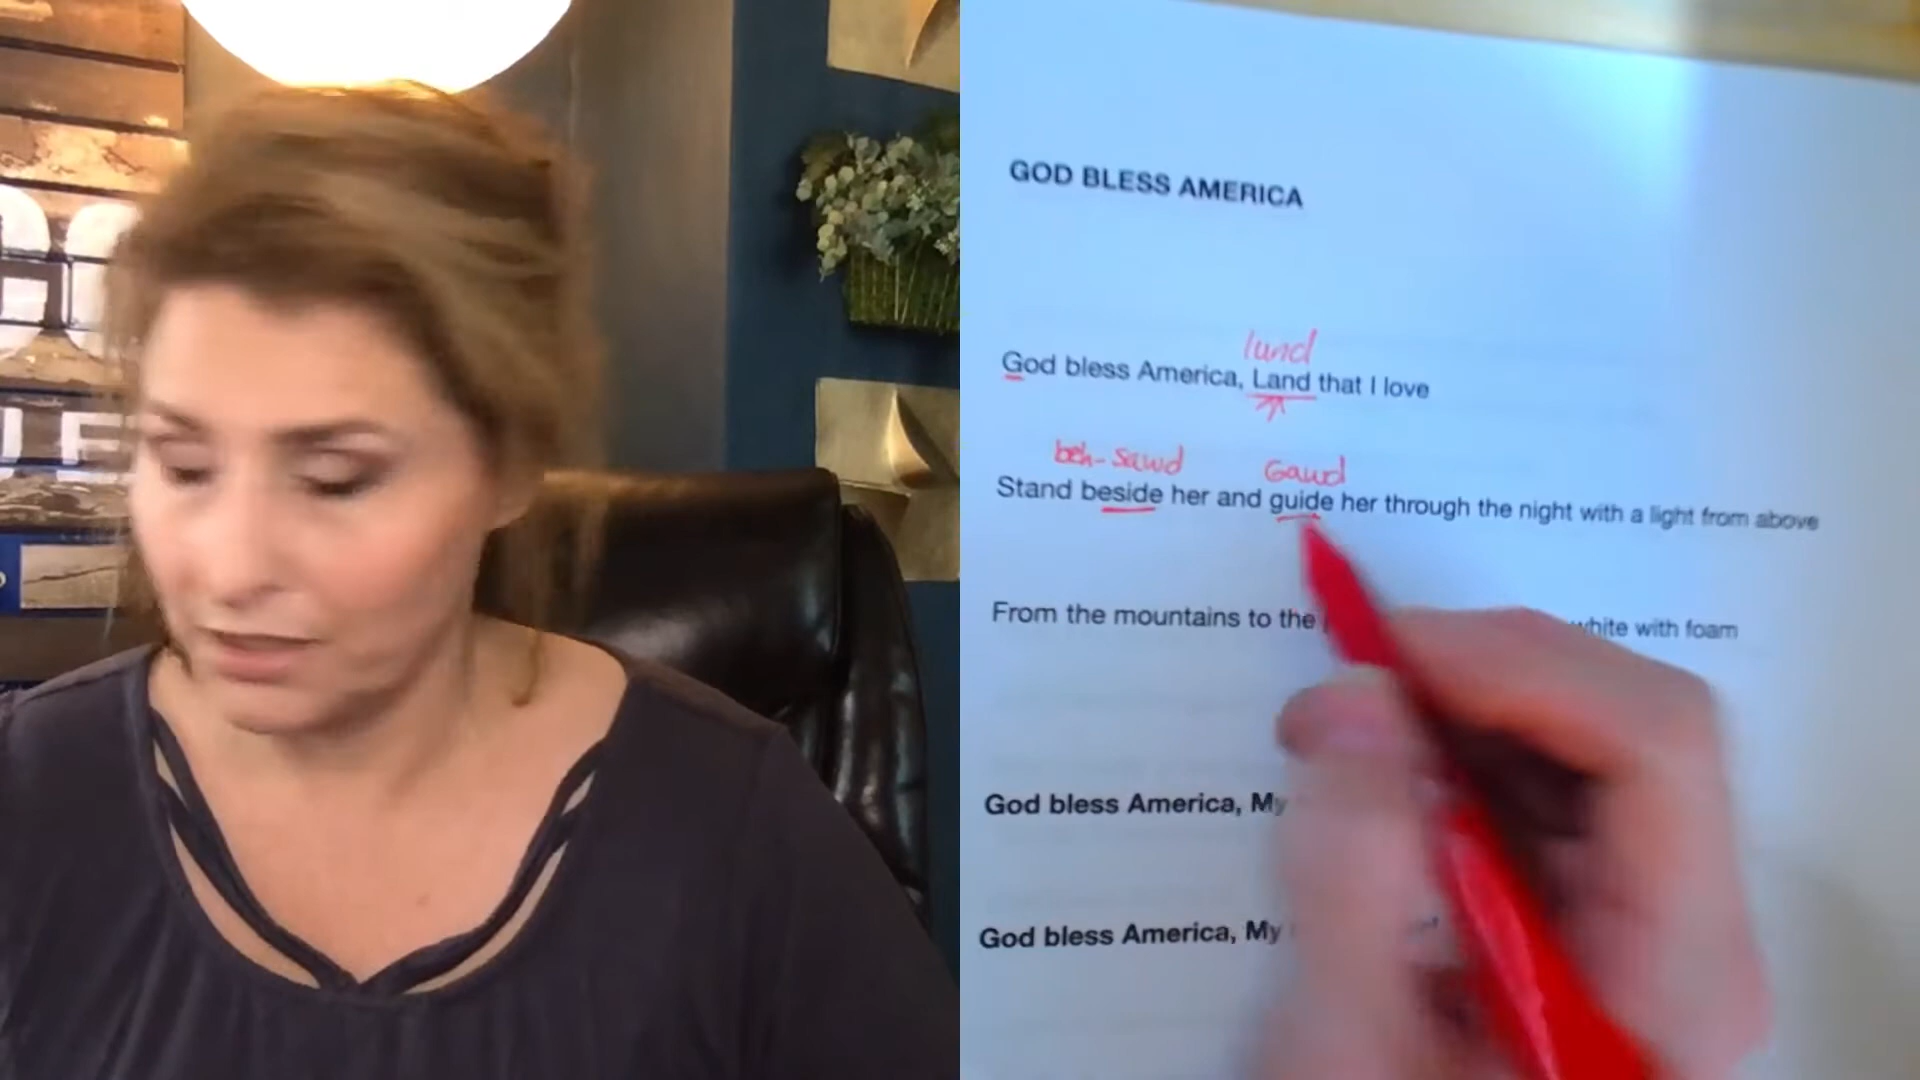 GOD BLESS AMERICA
lund
God bless America, Land that I love
beh-sawd Gawd
Stand beside her and guide her through the night with a light from above
From the mountains to the white with foam
God bless America, My
God bless America, My